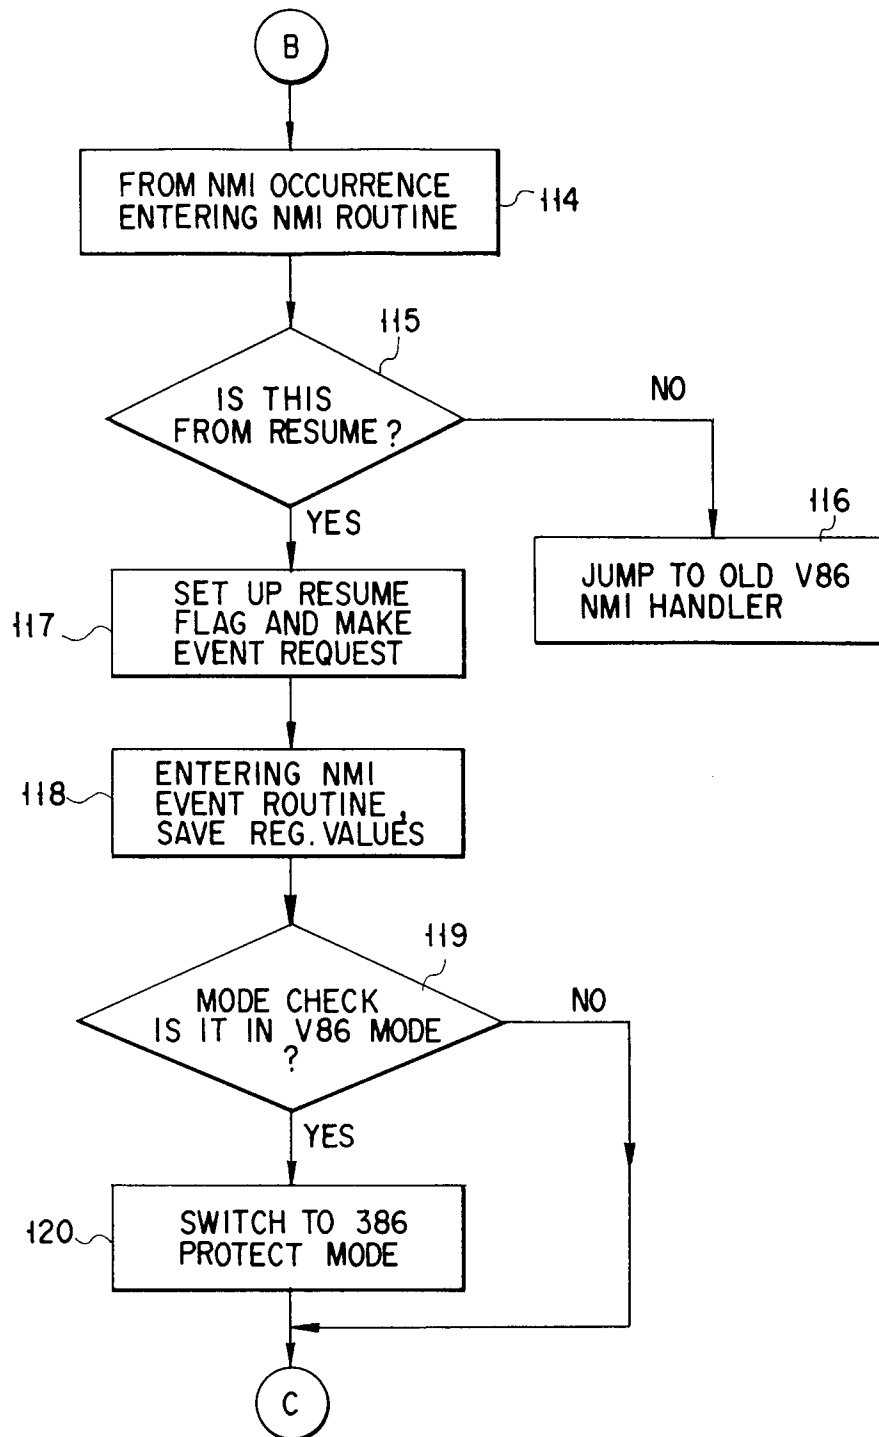 B
FROM NMI OCCURRENCE
ENTERING NMI ROUTINE
114
115
IS THIS
FROM RESUME?
NO
YES
116
JUMP TO OLD V86
NMI HANDLER
117
SET UP RESUME
FLAG AND MAKE
EVENT REQUEST
118
ENTERING NMI
EVENT ROUTINE,
SAVE REG. VALUES
119
MODE CHECK
IS IT IN V86 MODE
?
NO
YES
120
SWITCH TO 386
PROTECT MODE
C